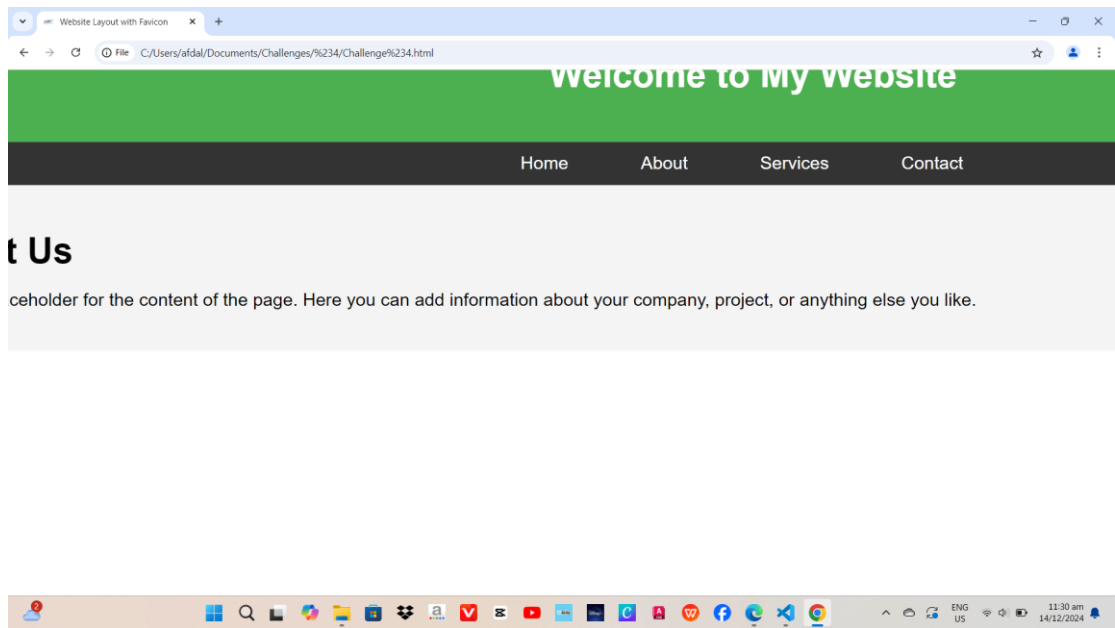 Website Layout with Favicon
File C:/Users/afdal/Documents/Challenges/%234/Challenge%234.html
Welcome to My Website
Home About Services Contact
t Us
ceholder for the content of the page. Here you can add information about your company, project, or anything else you like.
2
ENG 11:30 am
US 14/12/2024